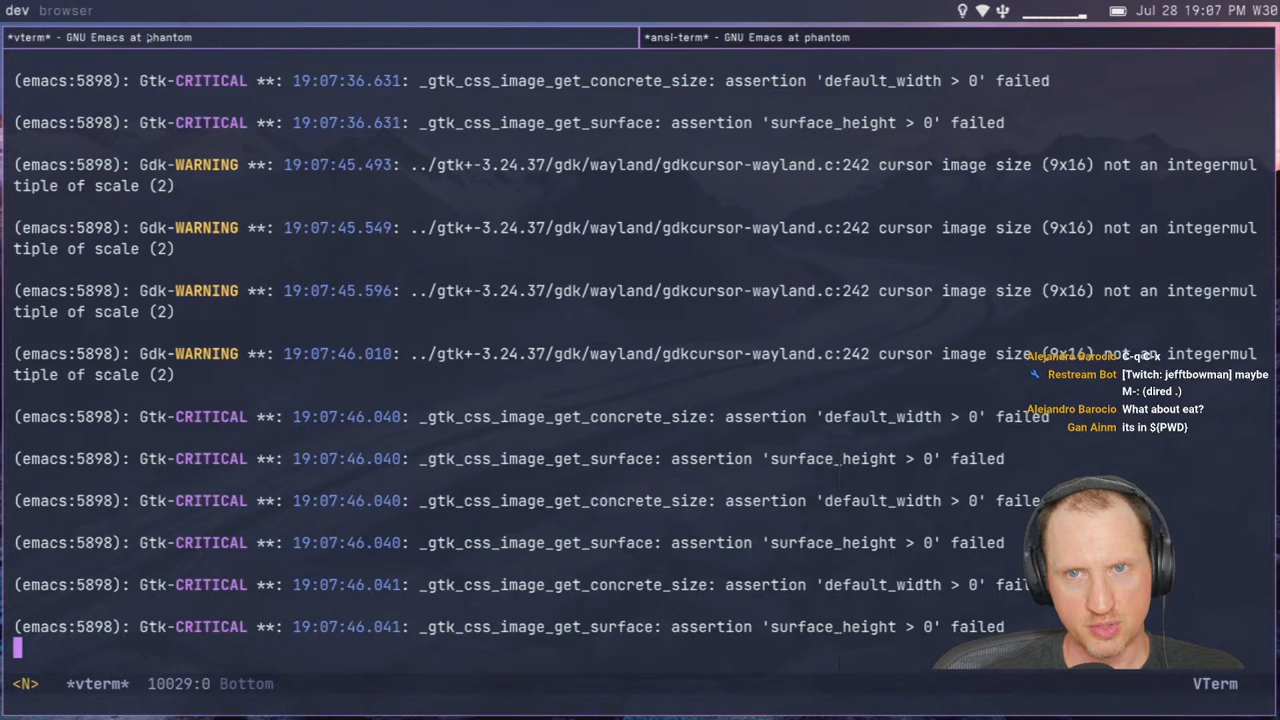 dev browser
Jul 28 19:07 W30
*vterm* - GNU Emacs at phantom
*ansi-term* - GNU Emacs at phantom
(emacs:5898): Gtk-CRITICAL **: 19:07:36.631: _gtk_css_image_get_concrete_size: assertion 'default_width > 0' failed
(emacs:5898): Gtk-CRITICAL **: 19:07:36.631: _gtk_css_image_get_surface: assertion 'surface_height > 0' failed
(emacs:5898): Gdk-WARNING **: 19:07:45.493: ../gtk+-3.24.37/gdk/wayland/gdkcursor-wayland.c:242 cursor image size (9x16) not an integermul
tiple of scale (2)
(emacs:5898): Gdk-WARNING **: 19:07:45.549: ../gtk+-3.24.37/gdk/wayland/gdkcursor-wayland.c:242 cursor image size (9x16) not an integermul
tiple of scale (2)
(emacs:5898): Gdk-WARNING **: 19:07:45.596: ../gtk+-3.24.37/gdk/wayland/gdkcursor-wayland.c:242 cursor image size (9x16) not an integermul
tiple of scale (2)
(emacs:5898): Gdk-WARNING **: 19:07:46.010: ../gtk+-3.24.37/gdk/wayland/gdkcursor-wayland.c:242 cursor image size (9x16) not an integermul
tiple of scale (2)
Alejandro Barocio C-q C-x
Restream Bot [Twitch: jefftbowman] maybe
M-: (dired .)
Alejandro Barocio What about eat?
Gan Ainm its in ${PWD}
(emacs:5898): Gtk-CRITICAL **: 19:07:46.040: _gtk_css_image_get_concrete_size: assertion 'default_width > 0' failed
(emacs:5898): Gtk-CRITICAL **: 19:07:46.040: _gtk_css_image_get_surface: assertion 'surface_height > 0' failed
(emacs:5898): Gtk-CRITICAL **: 19:07:46.040: _gtk_css_image_get_concrete_size: assertion 'default_width > 0' faile
(emacs:5898): Gtk-CRITICAL **: 19:07:46.040: _gtk_css_image_get_surface: assertion 'surface_height > 0' failed
(emacs:5898): Gtk-CRITICAL **: 19:07:46.041: _gtk_css_image_get_concrete_size: assertion 'default_width > 0' fail
(emacs:5898): Gtk-CRITICAL **: 19:07:46.041: _gtk_css_image_get_surface: assertion 'surface_height > 0' failed
<N> *vterm* 10029:0 Bottom
VTerm